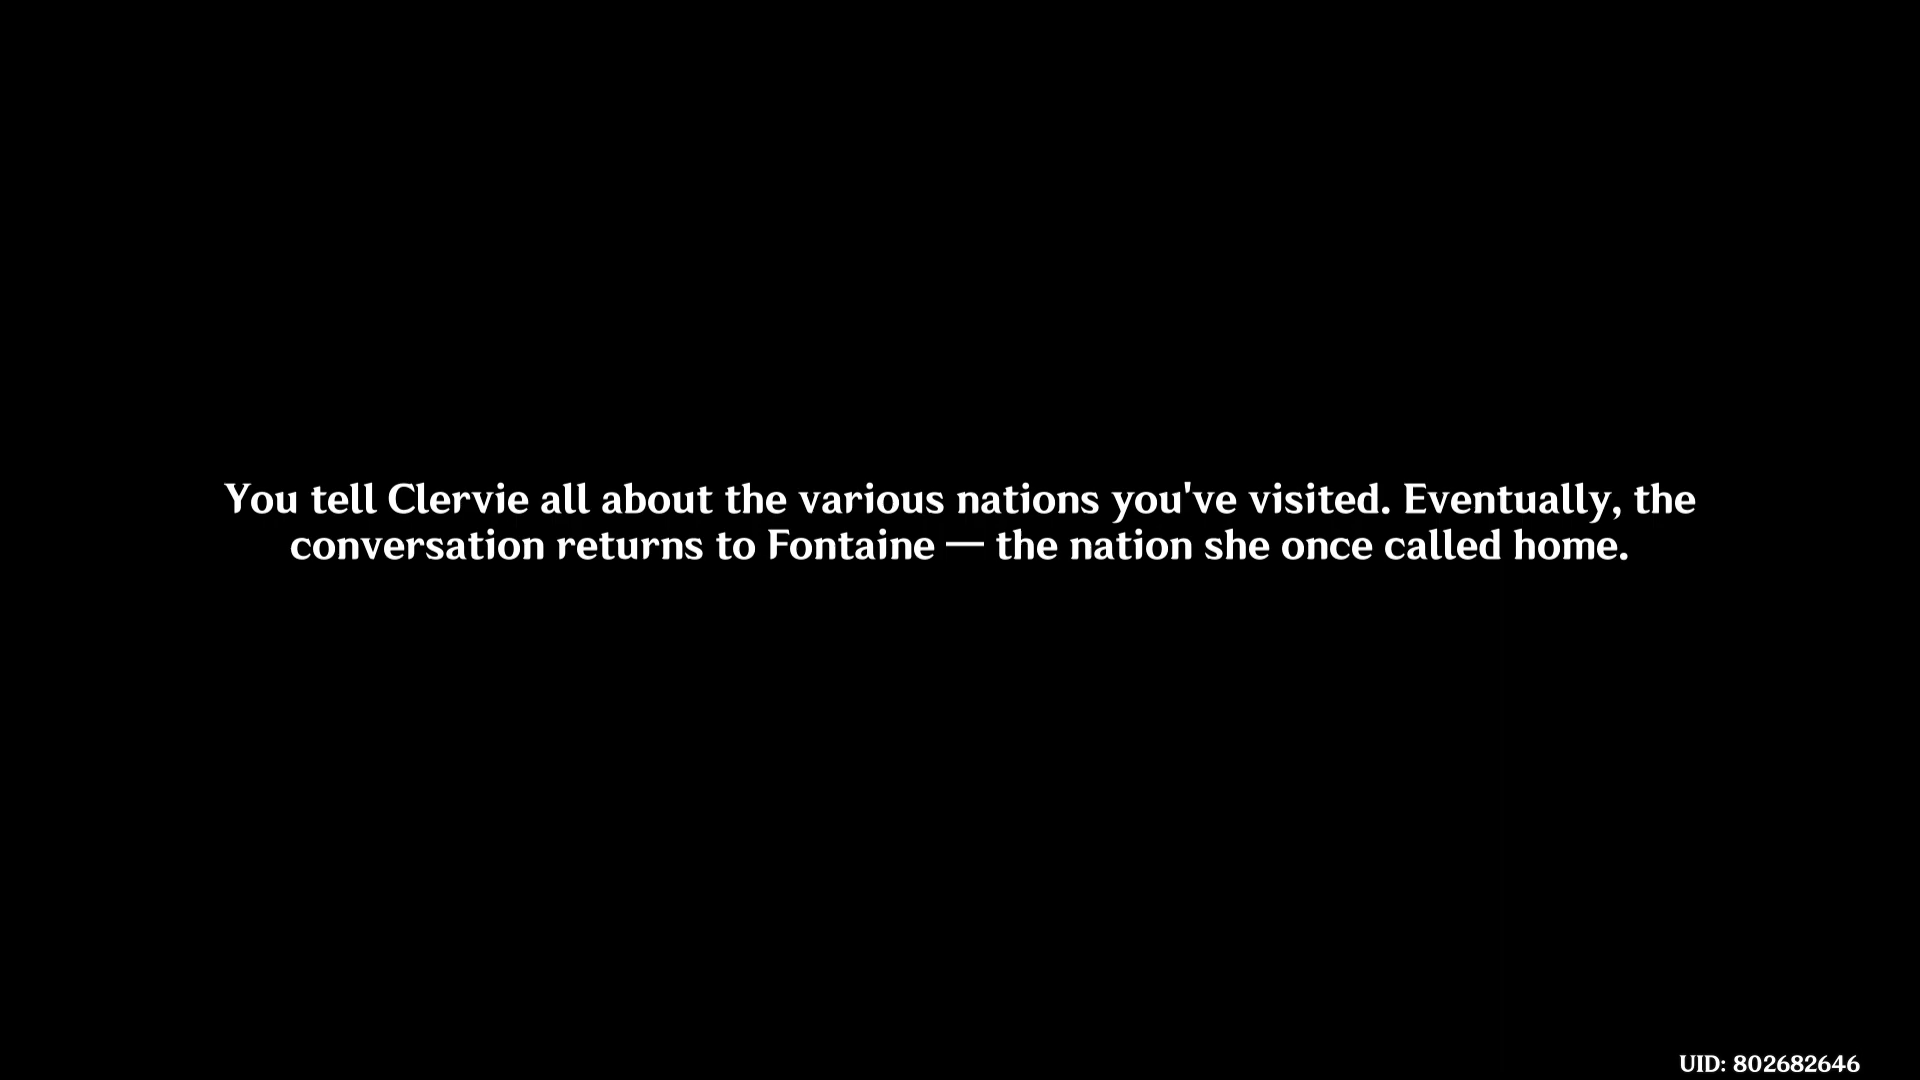 You tell Clervie all about the various nations you've visited. Eventually, the
conversation returns to Fontaine — the nation she once called home.
UID: 802682646